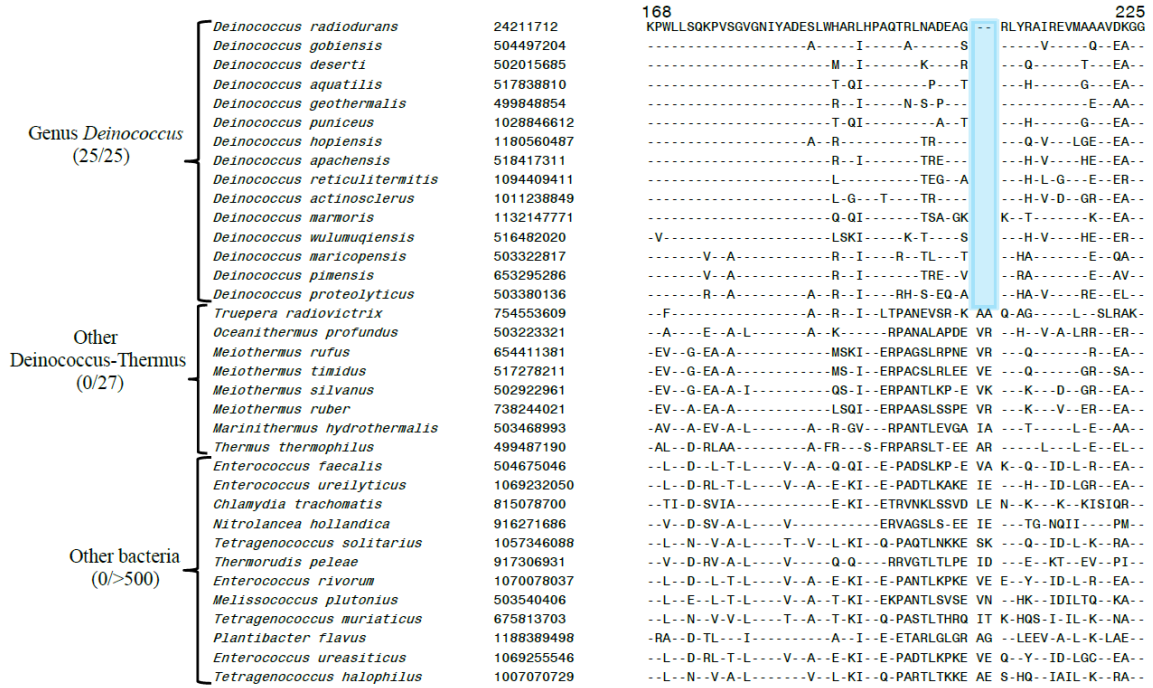 168 225
Deinococcus radiodurans 24211712 KPWLLSQKPVSGVGNIYADESLWHARLHPAQTRLNADEAG -- RLYRAIREVMAAAVDKGG
Deinococcus gobiensis 504497204 --------------------A-----I-----A------S -----V-----Q--EA--
Deinococcus deserti 502015685 -----------------------M--I-------K----R ---Q------T---EA--
Deinococcus aquatilis 517838810 -----------------------T-QI--------P---T ---H------G---EA--
Deinococcus geothermalis 499848854 -----------------------R--I-----N-S-P--- -----------E--AA--
Deinococcus puniceus 1028846612 -----------------------T-QI---------A--T ---H------G---EA--
Deinococcus hopiensis 1180560487 --------------------A--R----------TR---- ---Q-V---LGE--EA--
Deinococcus apachensis 518417311 -----------------------R--I-------TRE--- ---H-V----HE--EA--
Deinococcus reticulitermitis 1094409411 -----------------------L----------TEG--A ---H-L-G---E--ER--
Deinococcus actinosclerus 1011238849 -----------------------L-G---T----TR---- ---H-V-D--GR--EA--
Deinococcus marmoris 1132147771 -----------------------Q-QI-------TSA-GK K--T-------K--EA--
Deinococcus wulumuqiensis 516482020 -V---------------------LSKI-----K-T----S ---H-V----HE--ER--
Deinococcus maricopensis 503322817 -------V--A------------R--I----R--TL---T --HA-------E--QA--
Deinococcus pimensis 653295286 -------V--A------------R--I-------TRE--V --RA-------E--AV--
Deinococcus proteolyticus 503380136 -------R--A---------A--R--I----RH-S-EQ-A --HA-V----RE--EL--
Genus Deinococcus
(25/25)
Truepera radiovictrix 754553609 --F--------------------R--I--LTPANEVSR-K AA Q-AG------L--SLRAK-
Oceanithermus profundus 503223321 ---A----E--A-L------A--K------RPANALAPDE VR --H-V-A-LRR--ER--
Meiothermus rufus 654411381 -EV--G-EA-A------------MSKI--ERPAGSLRPNE VR ---Q-------R--EA--
Meiothermus timidus 517278211 -EV--G-EA-A------------MS-I--ERPACSLRLEE VE ---Q------GR--SA--
Meiothermus silvanus 502922961 -EV--G-EA-A--I---------QS-I--ERPANTLKP-E VK ---K---D--GR--EA--
Meiothermus ruber 738244021 -EV--A-EA-A------------LSQI--ERPAASLSSPE VR ---K---V---ER--EA--
Marinithermus hydrothermalis 503468993 -AV--A-EV-A-L-------A--R-GV---RPANTLEVGA IA ---T------L-E--AA--
Thermus thermophilus 499487190 -AL--D-RLAA---------A-FR---S-FRPARSLT-EE AR -----L---L-E--EL--
Other
Deinococcus-Thermus
(0/27)
Enterococcus faecalis 504675046 --L--D--L-T-L----V--A--Q-QI--E-PADSLKP-E VA K--Q---ID-L-R--EA--
Enterococcus ureilyticus 1069232050 --L--D-RL-T-L----V--A--E-KI--E-PADTLKAKE IE ---H---ID-LGR--EA--
Chlamydia trachomatis 815078700 --TI-D-SVIA---------A--E-KI--ETRVNKLSSVD LE N--K---K--KISIQR--
Nitrolancea hollandica 916271686 --V--D-SV-A-L----V-----------ERVAGSLS-EE IE ---TG-NQII----PM--
Tetragenococcus solitarius 1057346088 --L--N--V-A-L----V--T--L-KI--Q-PAQTLNKKE SK ---Q---ID-L-K--RA--
Thermorudis peleae 917306931 --V--D-RV-A-L----V-----Q--Q---RRVGTLTLPE ID ---E---KT--EV--PI--
Enterococcus rivorum 1070078037 --L--D--L-T-L----V--A--E-KI--E-PANTLKPKE VE E--Y---ID-L-R--EA--
Melissococcus plutonius 503540406 --L--E--L-T-L----V--A--T-KI--EKPANTLSVSE VN --HK---IDILTQ--KA--
Tetragenococcus muriaticus 675813703 --L--N--V-V-L----T--A--T-KI--Q-PASTLTHRQ IT K-HQS-I-IL-K--NA--
Plantibacter flavus 1188389498 -RA--D-TL---I----------A--I--E-ETARLGLGR AG --LEEV-A-L-K-LAE--
Enterococcus ureasiticus 1069255546 --L--D-RL-T-L----V--A--E-KI--E-PADTLKPKE VE Q--Y---ID-LGC--EA--
Tetragenococcus halophilus 1007070729 --L--N--V-A-L----V--T--L-KI--Q-PARTLTKKE AE S-HQ---IAIL-K--RA--
Other bacteria
(0/>500)